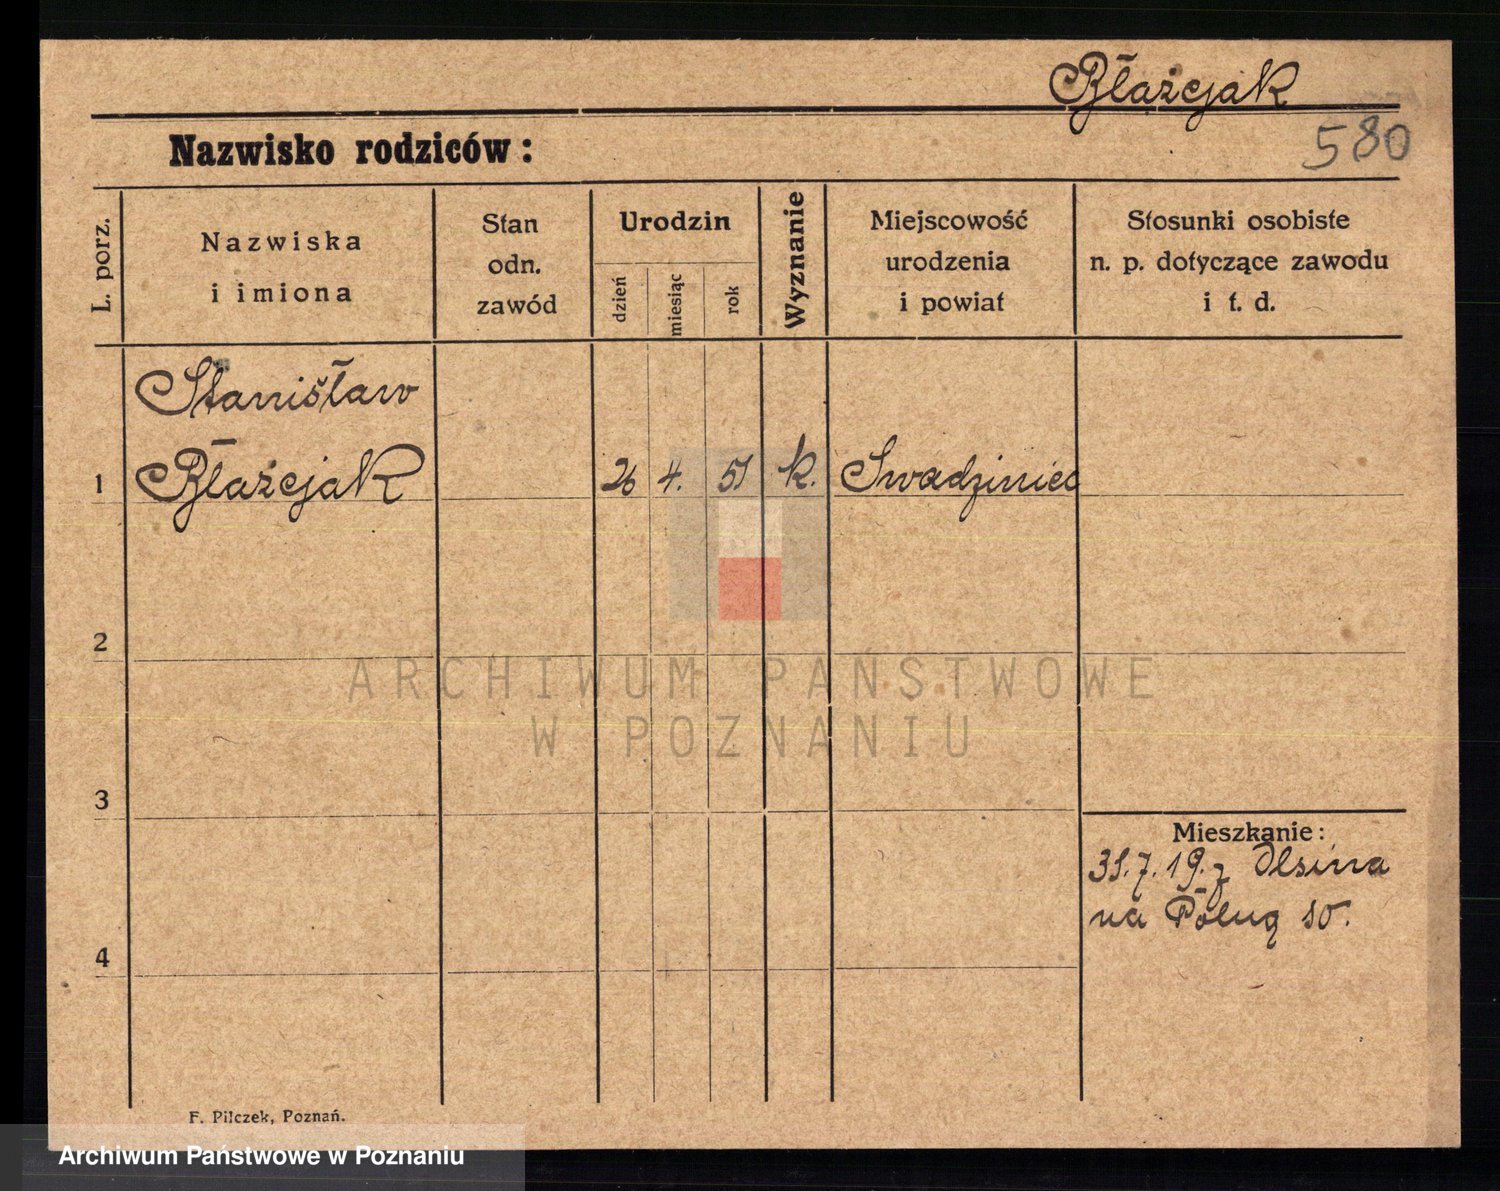 Błażejak
580
Nazwisko rodziców:
L. porz.
Nazwiska
i imiona
Stan
odn.
zawód
Urodzin
dzień
miesiąc
rok
Wyznanie
Miejscowość
urodzenia
i powiat
Stosunki osobiste
n. p. dotyczące zawodu
i t. d.
Stanisław
1 Błażejak 26 4. 51 k. Swadziniec
2
ARCHIWUM PAŃSTWOWE
W POZNANIU
3
Mieszkanie:
31.7.19. z Olsina
na Polug 10.
4
F. Pilczek, Poznań.
Archiwum Państwowe w Poznaniu